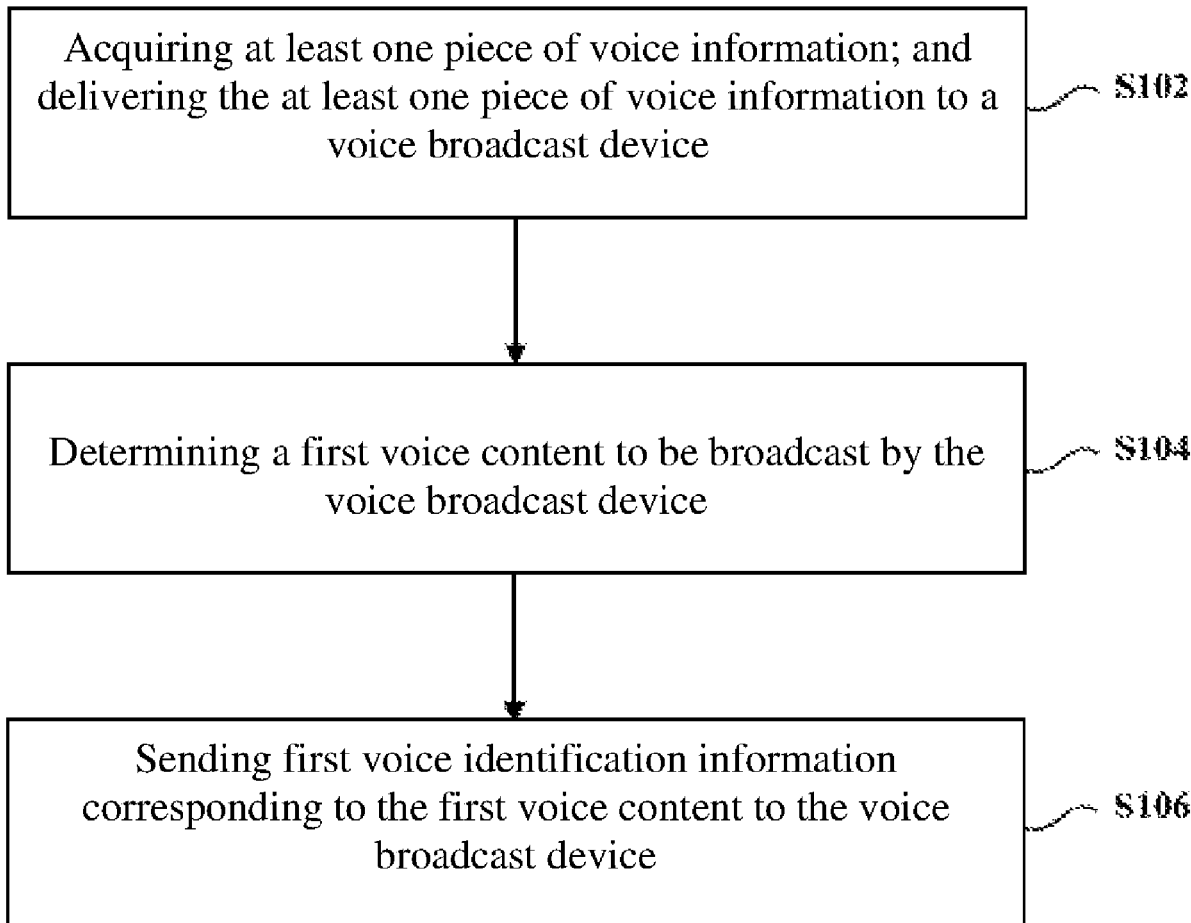 Acquiring at least one piece of voice information; and
delivering the at least one piece of voice information to a
voice broadcast device
S102
Determining a first voice content to be broadcast by the
voice broadcast device
S104
Sending first voice identification information
corresponding to the first voice content to the voice
broadcast device
S106